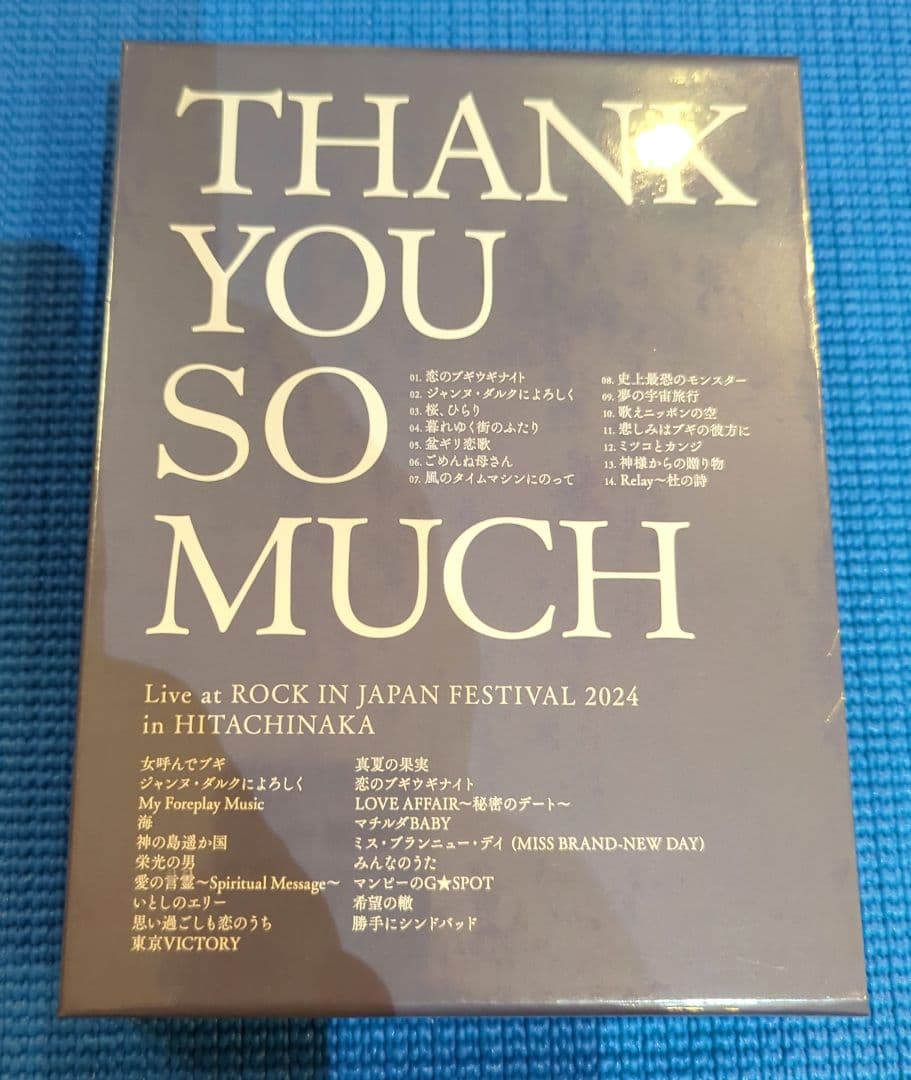 THANK
YOU
SO
MUCH
01. 恋のブギウギナイト
02. ジャンヌ・ダルクによろしく
03. 桜、ひらり
04. 暮れゆく街のふたり
05. 盆ギリ恋歌
06. ごめんね母さん
07. 風のタイムマシンにのって
08. 史上最恐のモンスター
09. 夢の宇宙旅行
10. 歌えニッポンの空
11. 悲しみはブギの彼方に
12. ミツコとカンジ
13. 神様からの贈り物
14. Relay〜杜の詩
Live at ROCK IN JAPAN FESTIVAL 2024
in HITACHINAKA
女呼んでブギ
ジャンヌ・ダルクによろしく
My Foreplay Music
海
神の島遥か国
栄光の男
愛の言霊〜Spiritual Message〜
いとしのエリー
思い過ごしも恋のうち
東京VICTORY
真夏の果実
恋のブギウギナイト
LOVE AFFAIR〜秘密のデート〜
マチルダBABY
ミス・ブランニュー・デイ (MISS BRAND-NEW DAY)
みんなのうた
マンピーのG★SPOT
希望の轍
勝手にシンドバッド